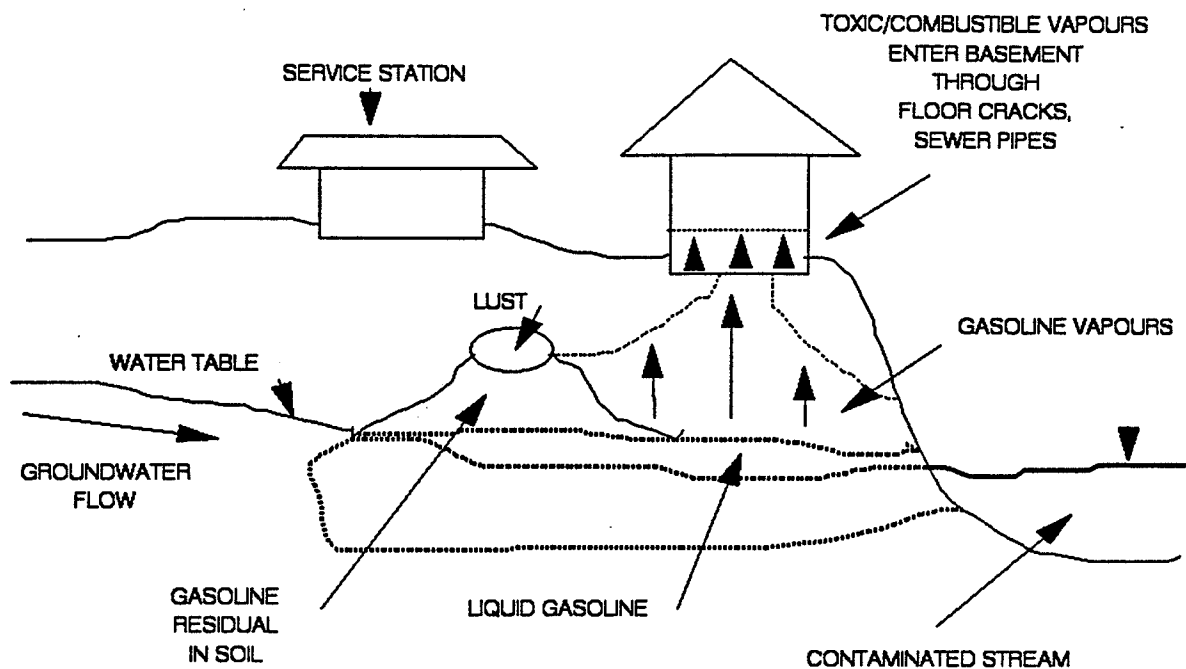 TOXIC/COMBUSTIBLE VAPOURS
ENTER BASEMENT
THROUGH
FLOOR CRACKS,
SEWER PIPES
SERVICE STATION
LUST
GASOLINE VAPOURS
WATER TABLE
GROUNDWATER
FLOW
GASOLINE
RESIDUAL
IN SOIL
LIQUID GASOLINE
CONTAMINATED STREAM